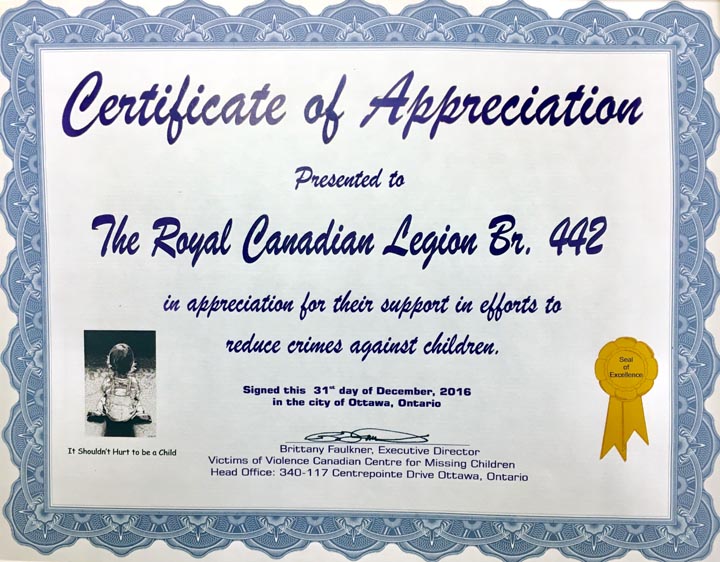 Certificate of Appreciation
Presented to
The Royal Canadian Legion Br. 442
in appreciation for their support in efforts to
reduce crimes against children.
Signed this 31st day of December, 2016
in the city of Ottawa, Ontario
Brittany Faulkner, Executive Director
Victims of Violence Canadian Centre for Missing Children
Head Office: 340-117 Centrepointe Drive Ottawa, Ontario
It Shouldn't Hurt to be a Child
Seal
of
Excellence